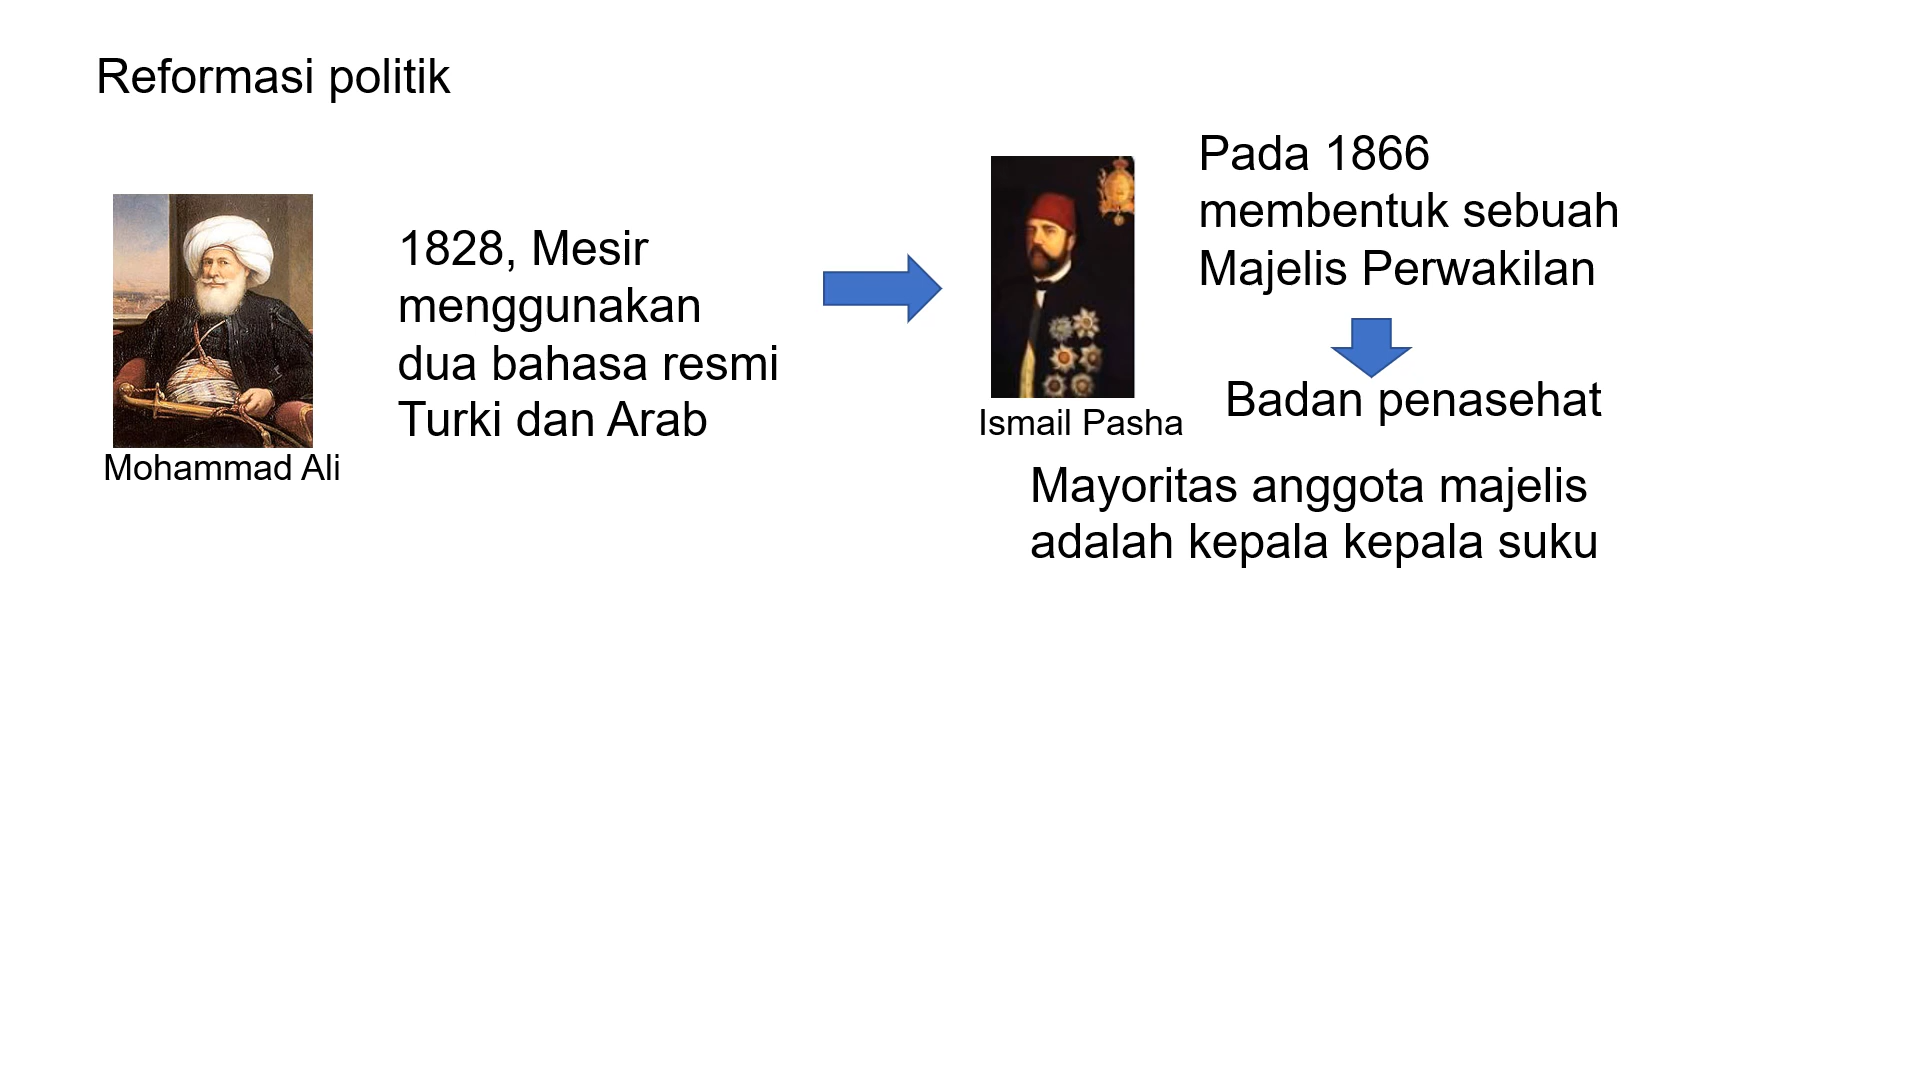 Reformasi politik
1828, Mesir
menggunakan
dua bahasa resmi
Turki dan Arab
Mohammad Ali
Pada 1866
membentuk sebuah
Majelis Perwakilan
Badan penasehat
Ismail Pasha
Mayoritas anggota majelis
adalah kepala kepala suku